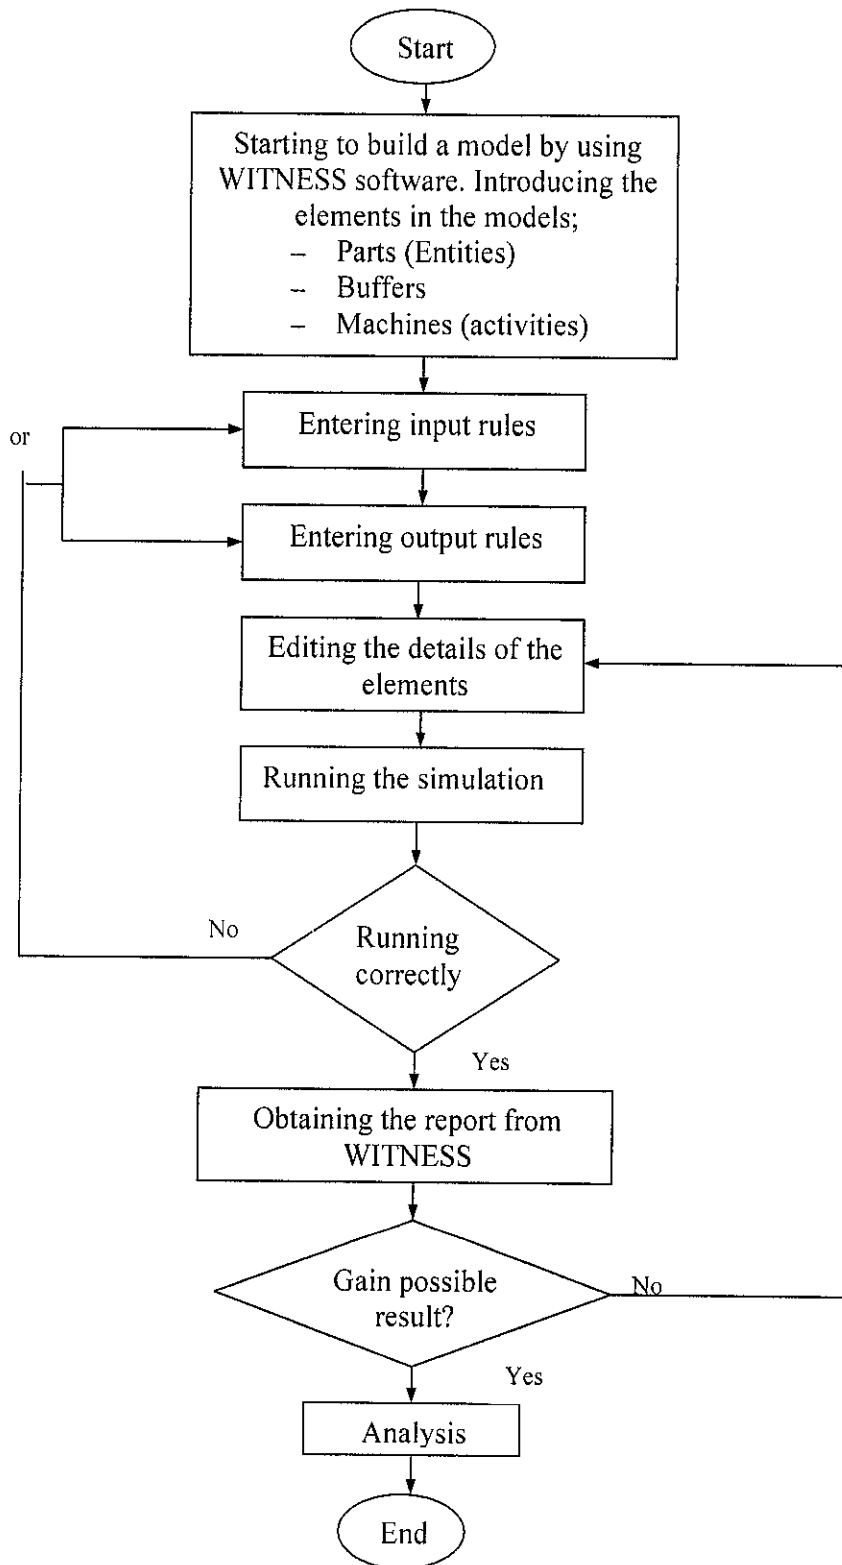 Start
Starting to build a model by using
WITNESS software. Introducing the
elements in the models;
– Parts (Entities)
– Buffers
– Machines (activities)
Entering input rules
or
Entering output rules
Editing the details of the
elements
Running the simulation
No
Running
correctly
Yes
Obtaining the report from
WITNESS
Gain possible
result?
No
Yes
Analysis
End